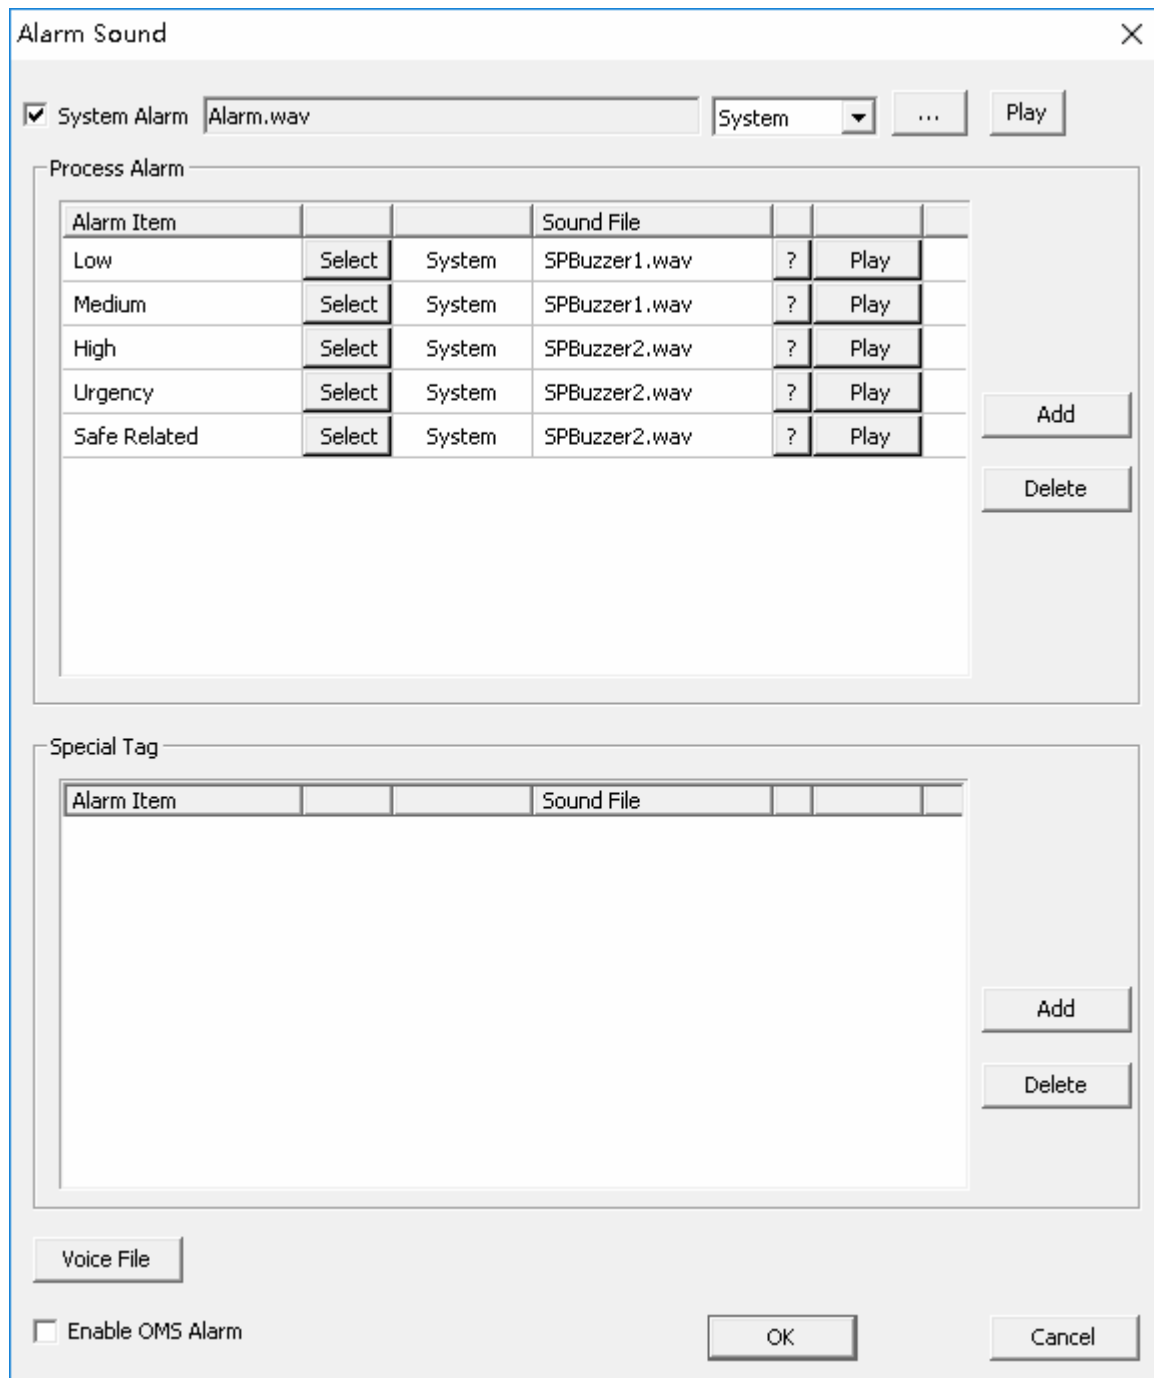 Alarm Sound
System Alarm Alarm.wav System ... Play
Process Alarm
Alarm Item Sound File
Low Select System SPBuzzer1.wav ? Play
Medium Select System SPBuzzer1.wav ? Play
High Select System SPBuzzer2.wav ? Play
Urgency Select System SPBuzzer2.wav ? Play
Safe Related Select System SPBuzzer2.wav ? Play
Add
Delete
Special Tag
Alarm Item Sound File
Add
Delete
Voice File
Enable OMS Alarm OK Cancel